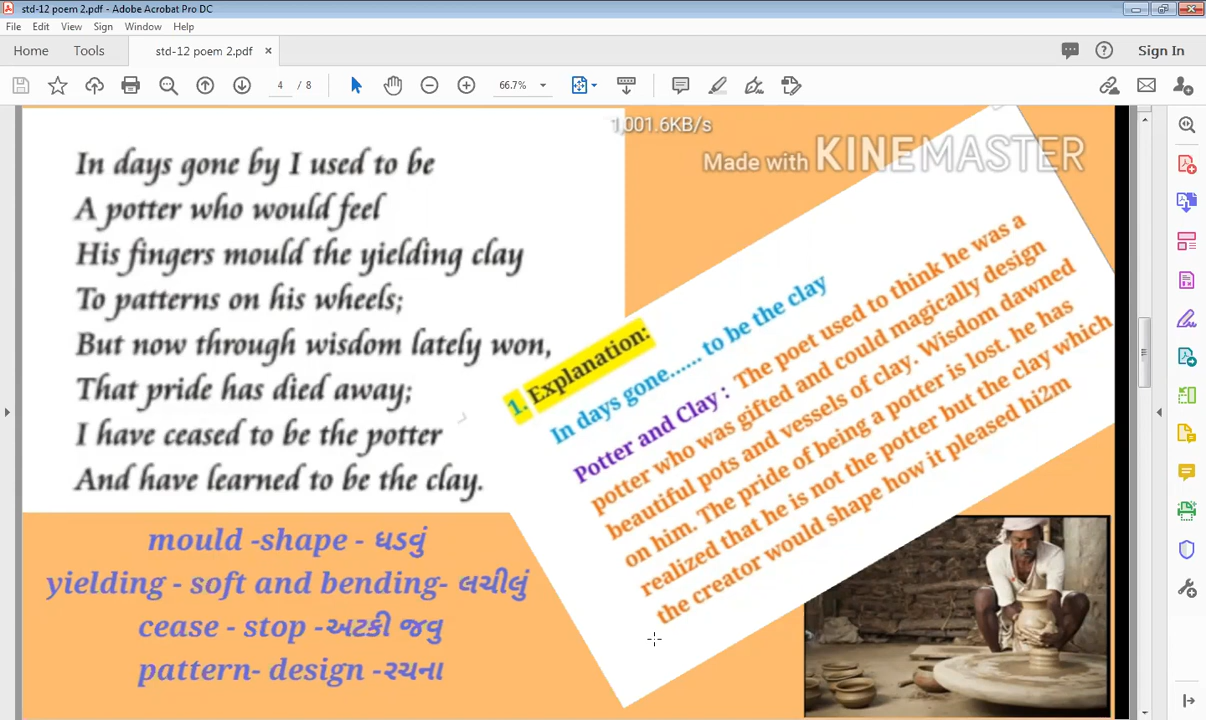 std-12 poem 2.pdf - Adobe Acrobat Pro DC
File Edit View Sign Window Help
Home Tools std-12 poem 2.pdf × Sign In
4 / 8 66.7%
1,001.6KB/s
Made with KINEMASTER
In days gone by I used to be
A potter who would feel
His fingers mould the yielding clay
To patterns on his wheels;
But now through wisdom lately won,
That pride has died away;
I have ceased to be the potter
And have learned to be the clay.
1. Explanation:
In days gone...... to be the clay
Potter and Clay : The poet used to think he was a
potter who was gifted and could magically design
beautiful pots and vessels of clay. Wisdom dawned
on him. The pride of being a potter is lost. he has
realized that he is not the potter but the clay which
the creator would shape how it pleased hi2m
mould -shape - ઘડવું
yielding - soft and bending- લચીલું
cease - stop -અટકી જવુ
pattern- design -રચના